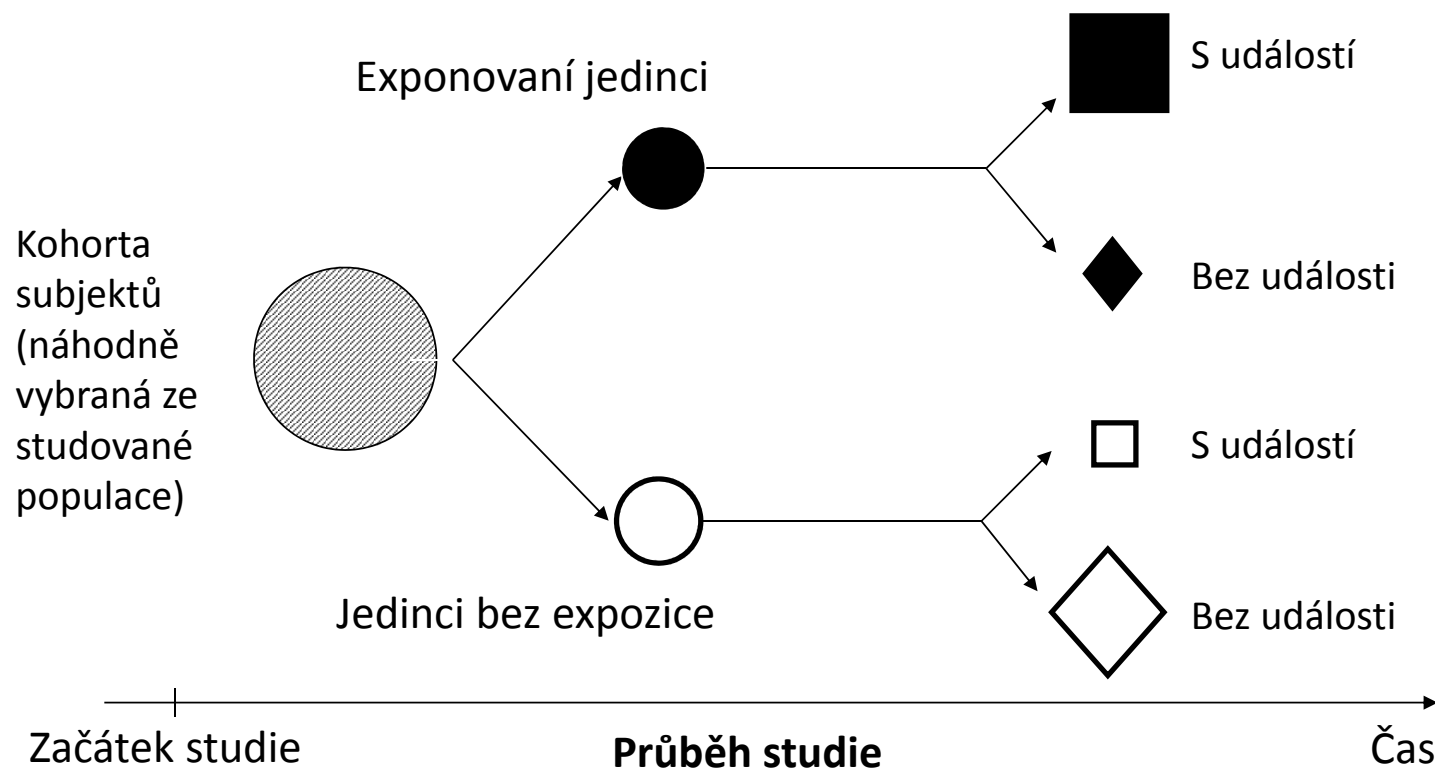 S událostí
Exponovaní jedinci
Bez události
Kohorta
subjektů
(náhodně
vybraná ze
studované
populace)
S událostí
Jedinci bez expozice
Bez události
Začátek studie
Průběh studie
Čas